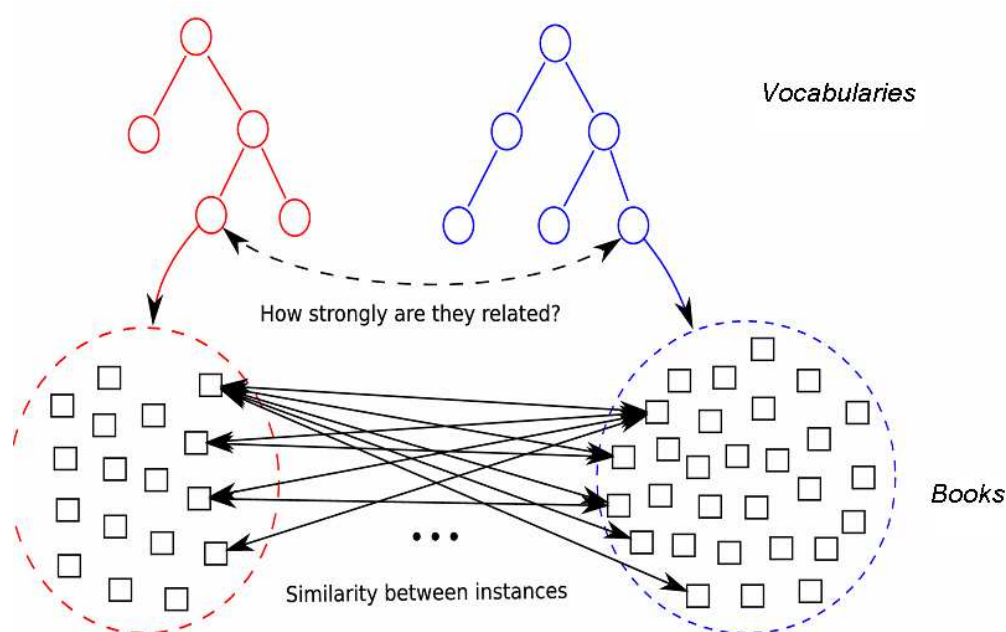 Vocabularies
How strongly are they related?
Books
...
Similarity between instances